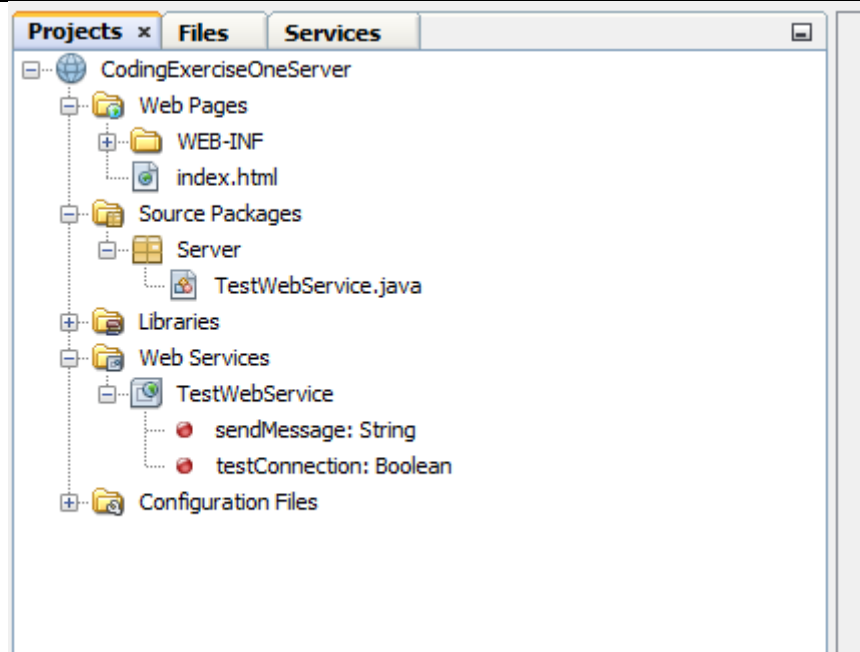 Projects × Files Services
CodingExerciseOneServer
Web Pages
WEB-INF
index.html
Source Packages
Server
TestWebService.java
Libraries
Web Services
TestWebService
sendMessage: String
testConnection: Boolean
Configuration Files